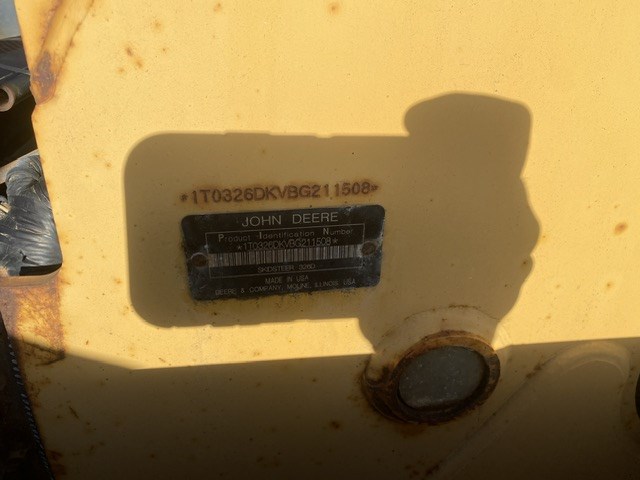 *1T0326DKVBG211508*
JOHN DEERE
Product Identification Number
*1T0326DKVBG211508*
SKIDSTEER 326D
MADE IN USA
DEERE & COMPANY, MOLINE, ILLINOIS, USA